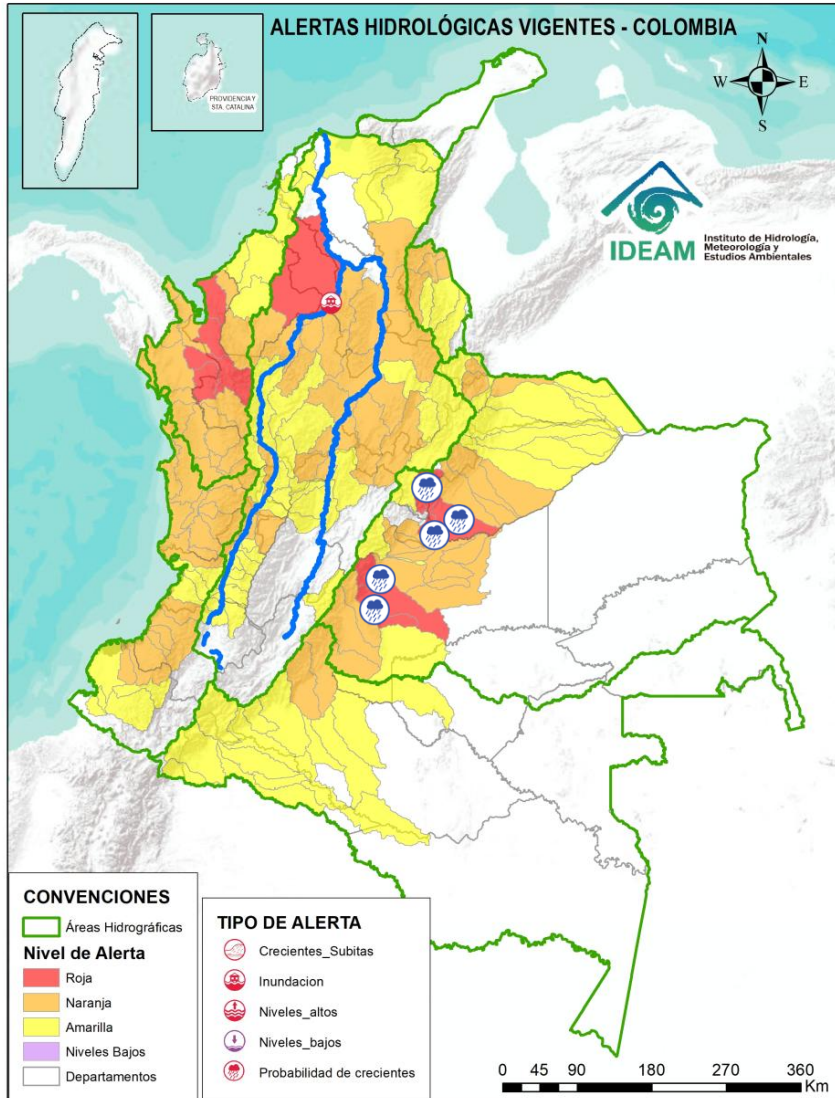 ALERTAS HIDROLÓGICAS VIGENTES - COLOMBIA
PROVIDENCIA Y
STA. CATALINA
N
W
E
S
IDEAM
Instituto de Hidrología,
Meteorología y
Estudios Ambientales
CONVENCIONES
Áreas Hidrográficas
Nivel de Alerta
Roja
Naranja
Amarilla
Niveles Bajos
Departamentos
TIPO DE ALERTA
Crecientes_Subitas
Inundacion
Niveles_altos
Niveles_bajos
Probabilidad de crecientes
0 45 90 180 270 360
Km